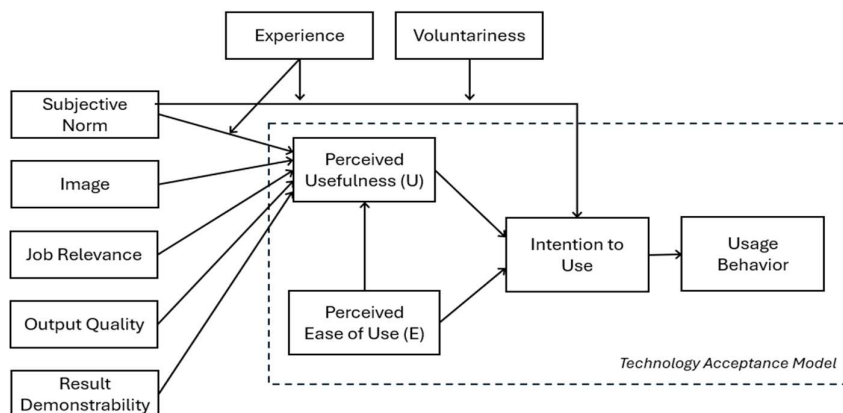 Experience
Voluntariness
Subjective
Norm
Image
Job Relevance
Output Quality
Result
Demonstrability
Perceived
Usefulness (U)
Perceived
Ease of Use (E)
Intention to
Use
Usage
Behavior
Technology Acceptance Model